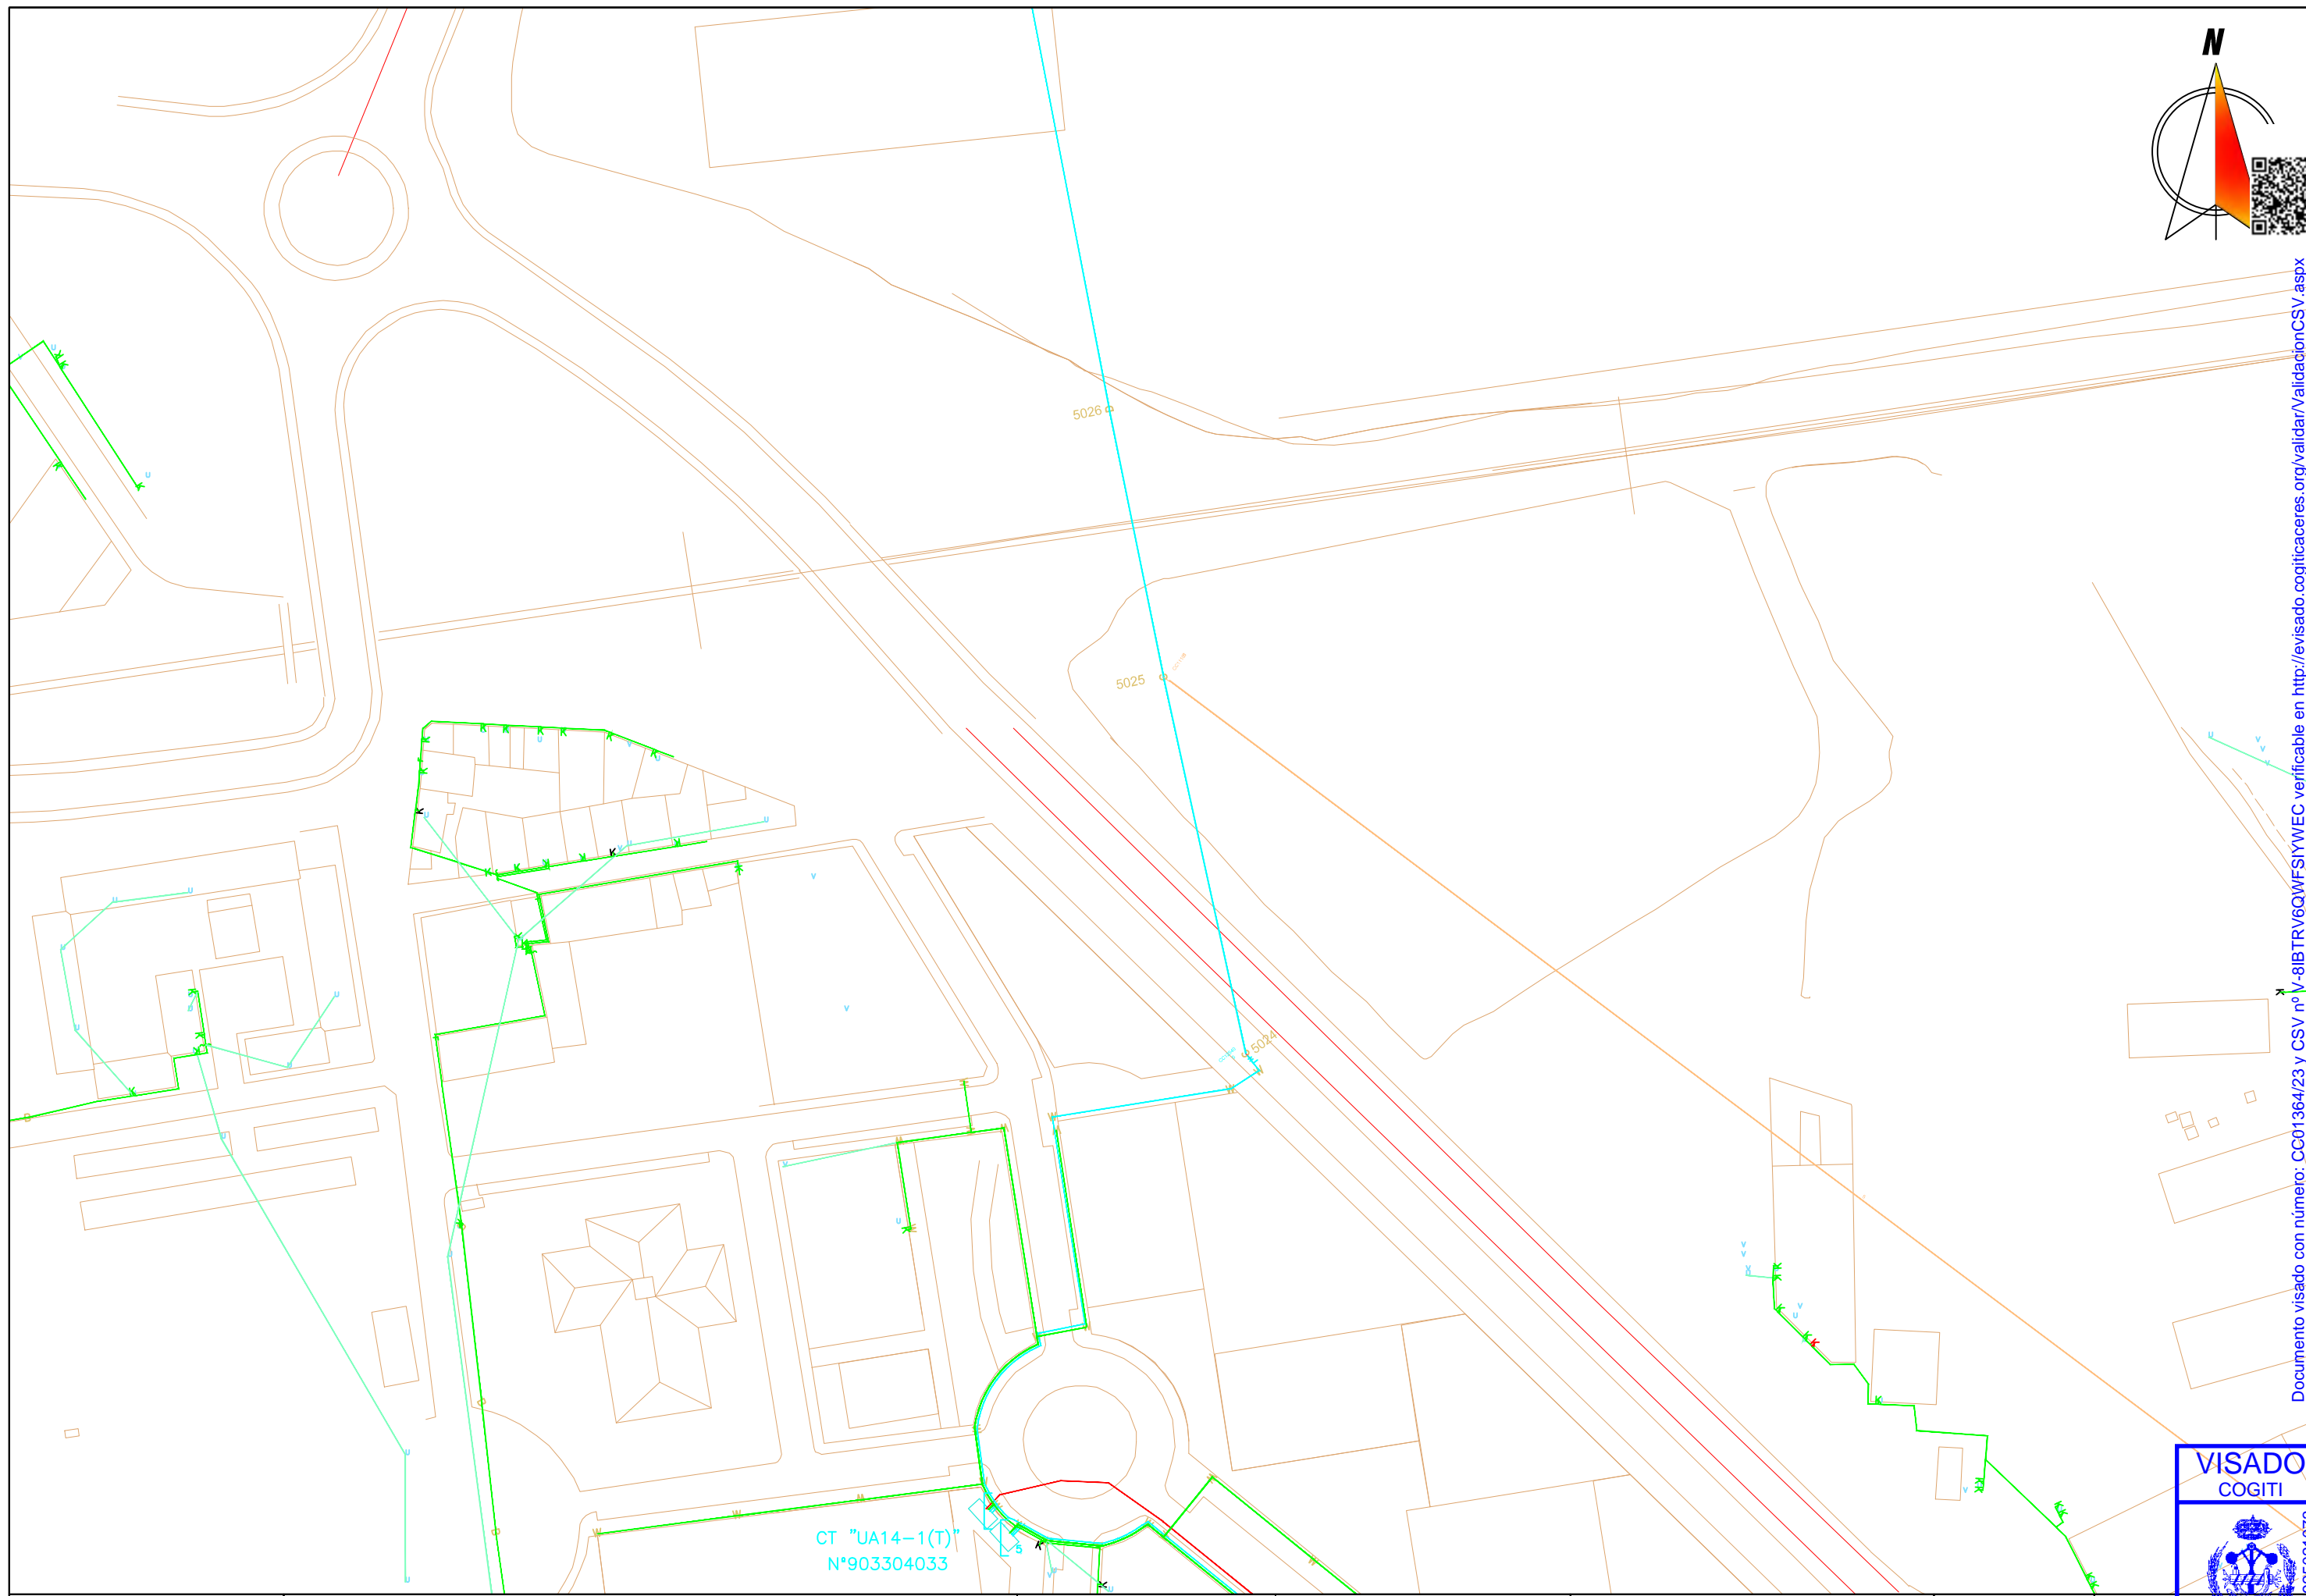 N
5026
5025
5024
CT "UA14-1(T)"
Nº903304033
5
Documento visado con número: CC01364/23 y CSV nº V-8IBTRV6QWFSIYWEC verificable en http://evisado.cogiticaceres.org/validar/ValidacionCSV.aspx
VISADO
COGITI